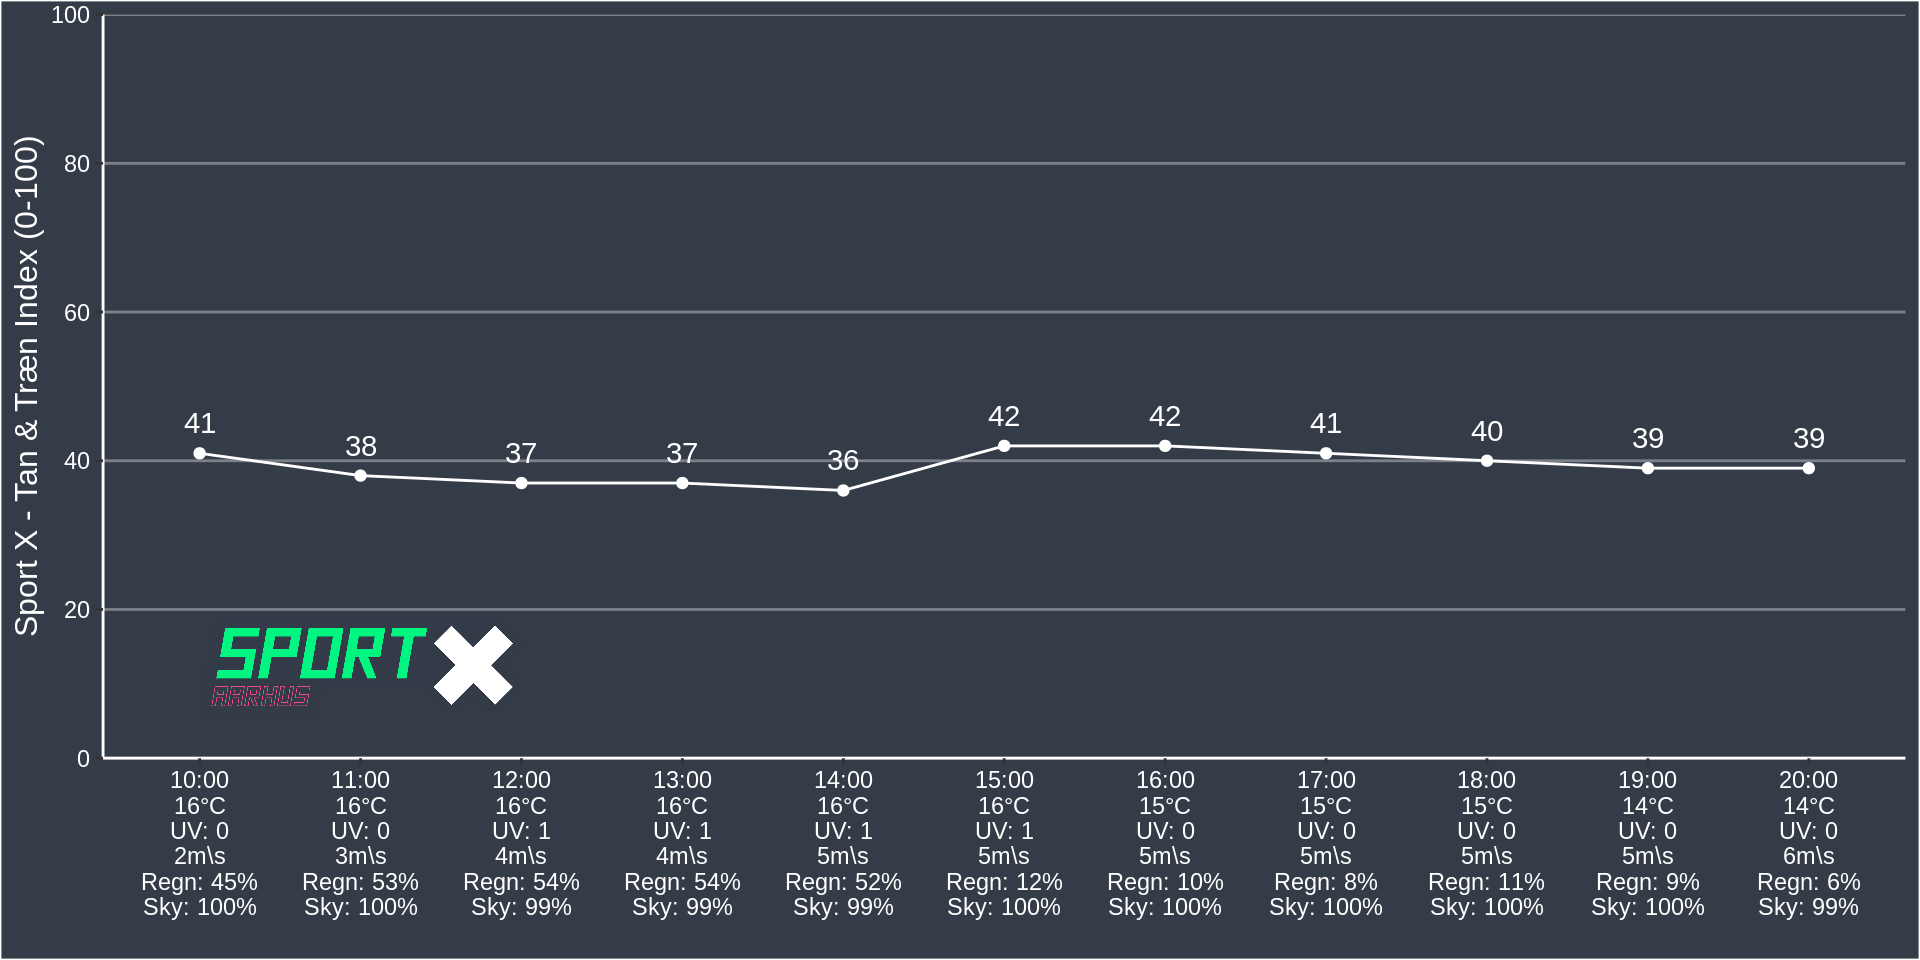 Sport X - Tan & Træn Index (0-100)
100
80
60
40
20
0
41
38
37
37
36
42
42
41
40
39
39
SPORT X
AARHUS
10:00 11:00 12:00 13:00 14:00 15:00 16:00 17:00 18:00 19:00 20:00
16°C 16°C 16°C 16°C 16°C 16°C 15°C 15°C 15°C 14°C 14°C
UV: 0 UV: 0 UV: 1 UV: 1 UV: 1 UV: 1 UV: 0 UV: 0 UV: 0 UV: 0 UV: 0
2m\s 3m\s 4m\s 4m\s 5m\s 5m\s 5m\s 5m\s 5m\s 5m\s 6m\s
Regn: 45% Regn: 53% Regn: 54% Regn: 54% Regn: 52% Regn: 12% Regn: 10% Regn: 8% Regn: 11% Regn: 9% Regn: 6%
Sky: 100% Sky: 100% Sky: 99% Sky: 99% Sky: 99% Sky: 100% Sky: 100% Sky: 100% Sky: 100% Sky: 100% Sky: 99%